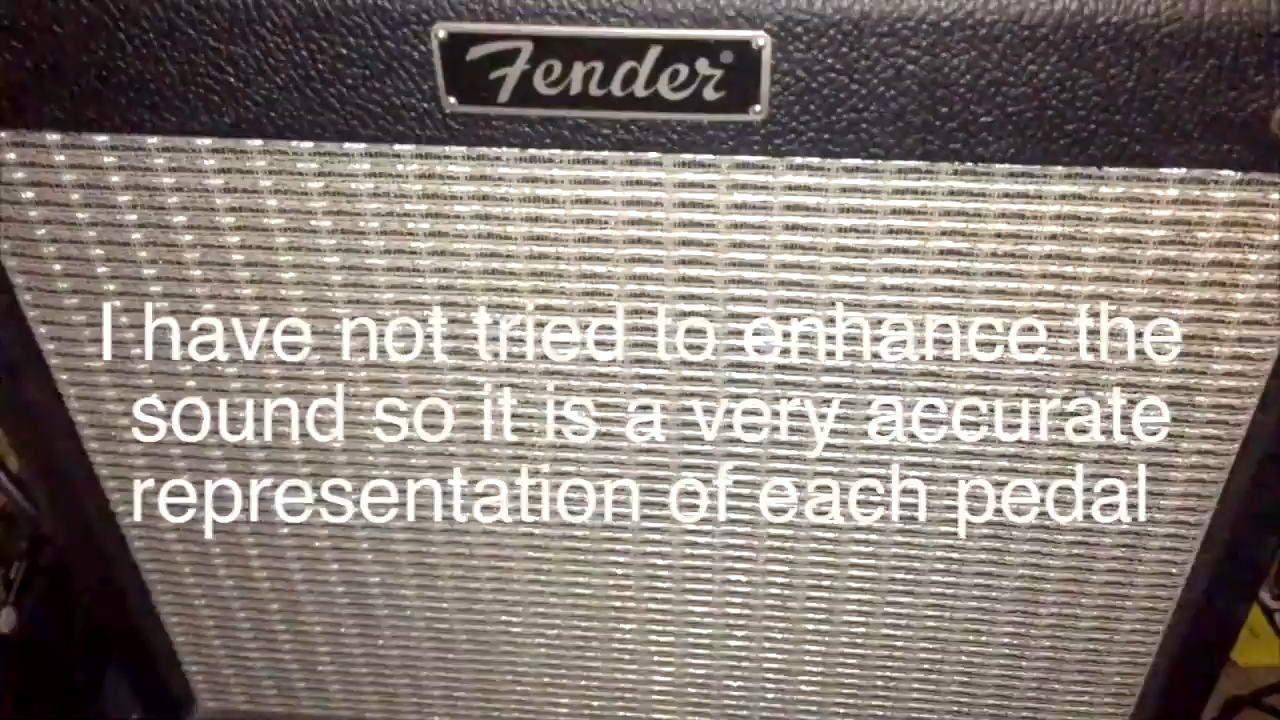 Fender
I have not tried to enhance the
sound so it is a very accurate
representation of each pedal